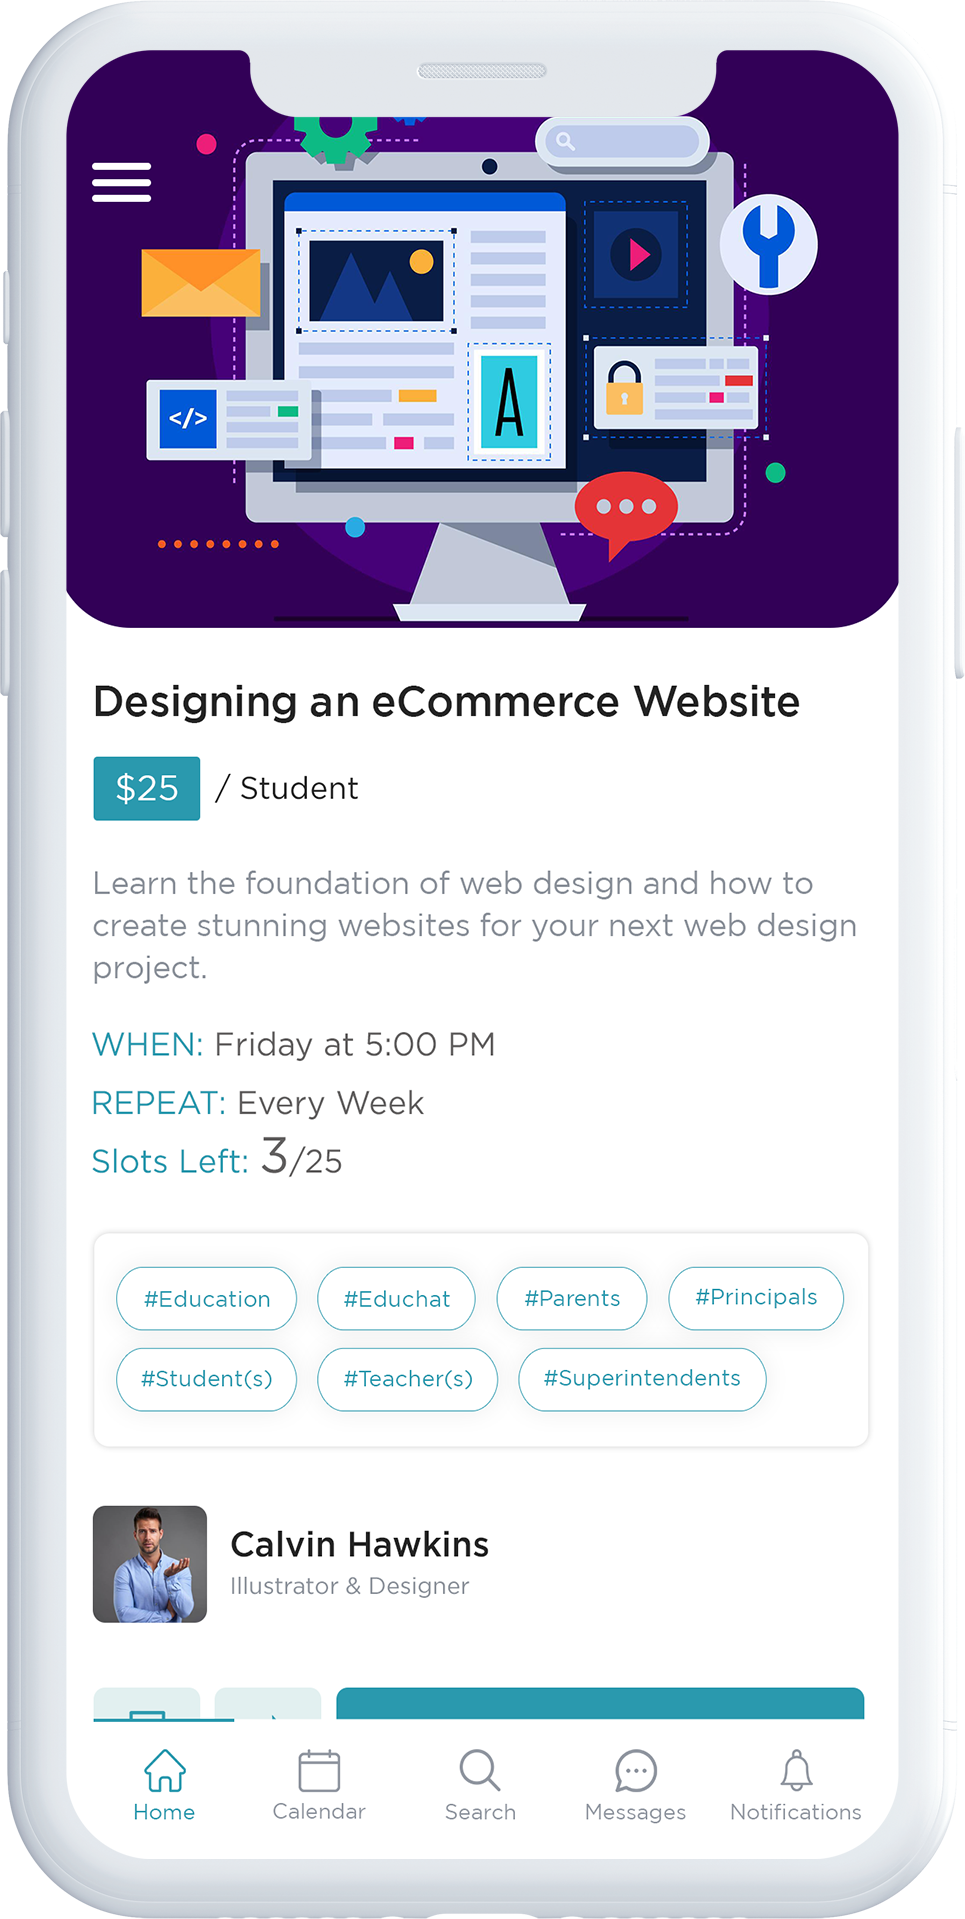 </>
A
Designing an eCommerce Website
$25 / Student
Learn the foundation of web design and how to
create stunning websites for your next web design
project.
WHEN: Friday at 5:00 PM
REPEAT: Every Week
Slots Left: 3/25
#Education #Educhat #Parents #Principals
#Student(s) #Teacher(s) #Superintendents
Calvin Hawkins
Illustrator & Designer
Home Calendar Search Messages Notifications